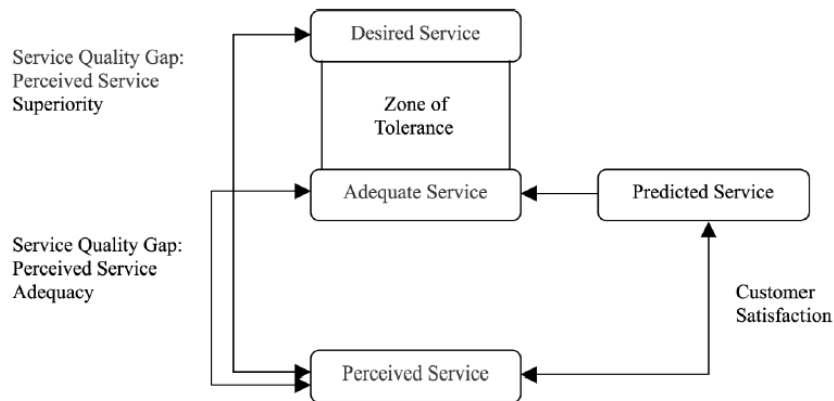 Desired Service
Service Quality Gap:
Perceived Service
Superiority
Zone of
Tolerance
Adequate Service
Predicted Service
Service Quality Gap:
Perceived Service
Adequacy
Customer
Satisfaction
Perceived Service